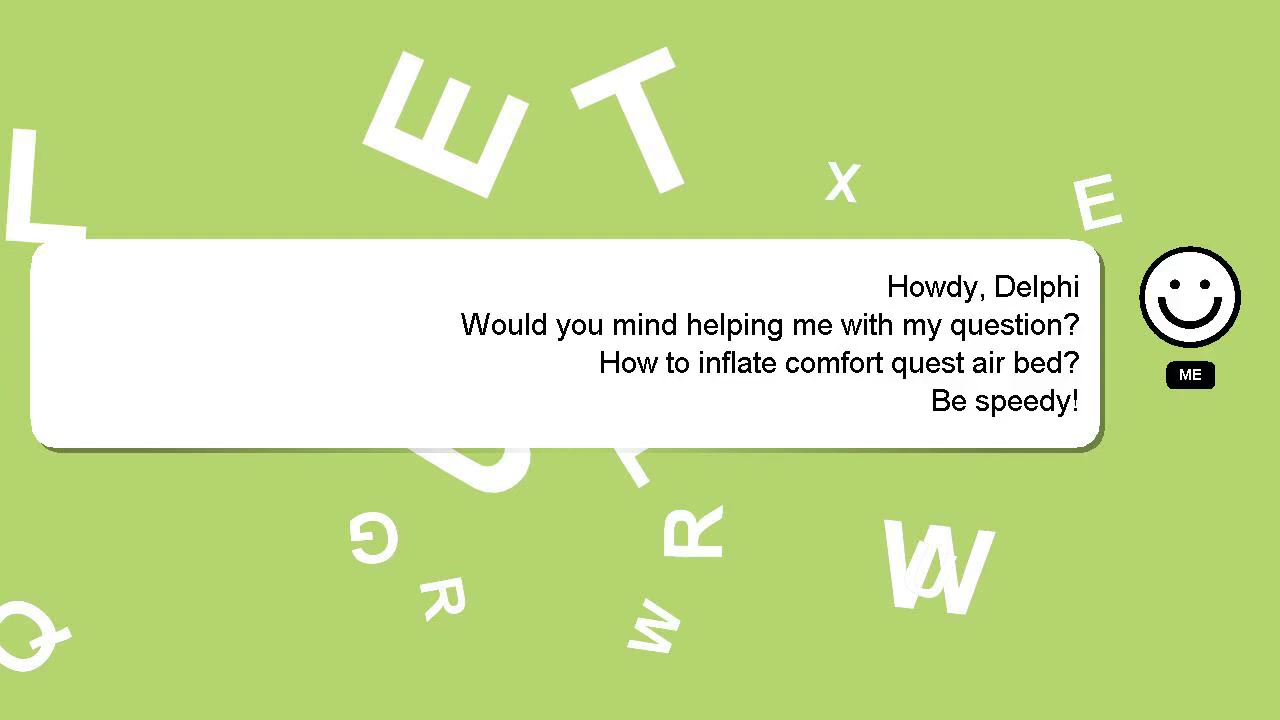 L
E
T
X
E
Howdy, Delphi
Would you mind helping me with my question?
How to inflate comfort quest air bed?
Be speedy!
ME
G
R
R
W
W
U
Q